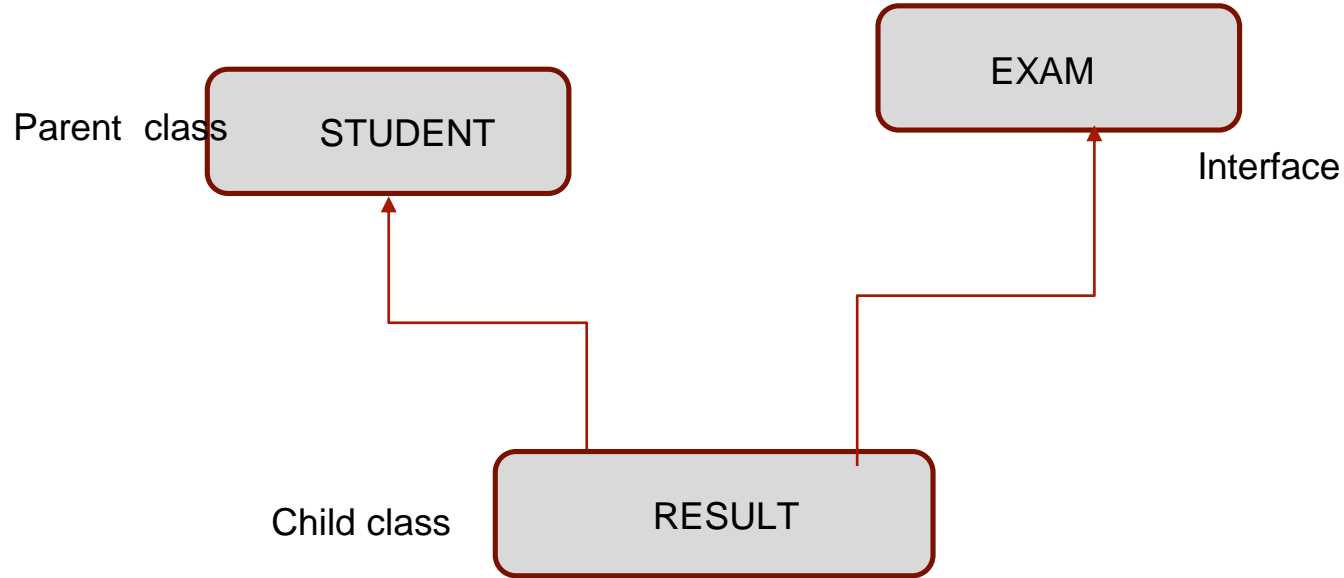 EXAM
Parent class
STUDENT
Interface
Child class
RESULT